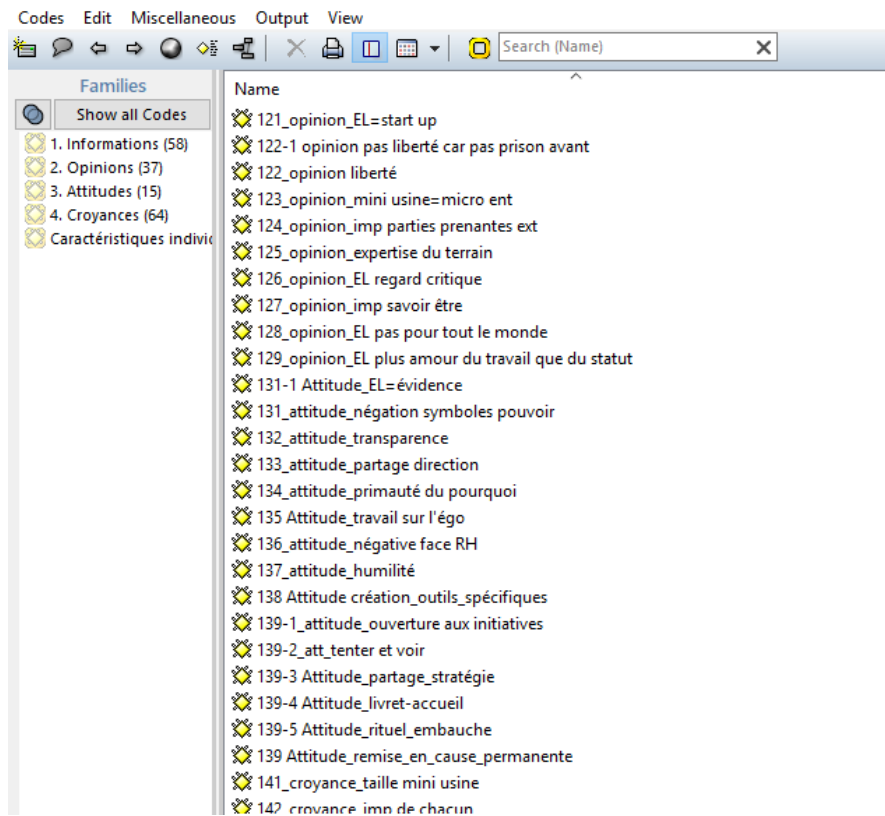 Codes Edit Miscellaneous Output View
Search (Name)
Families
Show all Codes
1. Informations (58)
2. Opinions (37)
3. Attitudes (15)
4. Croyances (64)
Caractéristiques indivi
Name
121_opinion_EL=start up
122-1 opinion pas liberté car pas prison avant
122_opinion liberté
123_opinion_mini usine=micro ent
124_opinion_imp parties prenantes ext
125_opinion_expertise du terrain
126_opinion_EL regard critique
127_opinion_imp savoir être
128_opinion_EL pas pour tout le monde
129_opinion_EL plus amour du travail que du statut
131-1 Attitude_EL=évidence
131_attitude_négation symboles pouvoir
132_attitude_transparence
133_attitude_partage direction
134_attitude_primauté du pourquoi
135 Attitude_travail sur l'égo
136_attitude_négative face RH
137_attitude_humilité
138 Attitude création_outils_spécifiques
139-1_attitude_ouverture aux initiatives
139-2_att_tenter et voir
139-3 Attitude_partage_stratégie
139-4 Attitude_livret-accueil
139-5 Attitude_rituel_embauche
139 Attitude_remise_en_cause_permanente
141_croyance_taille mini usine
142_croyance_imp de chacun